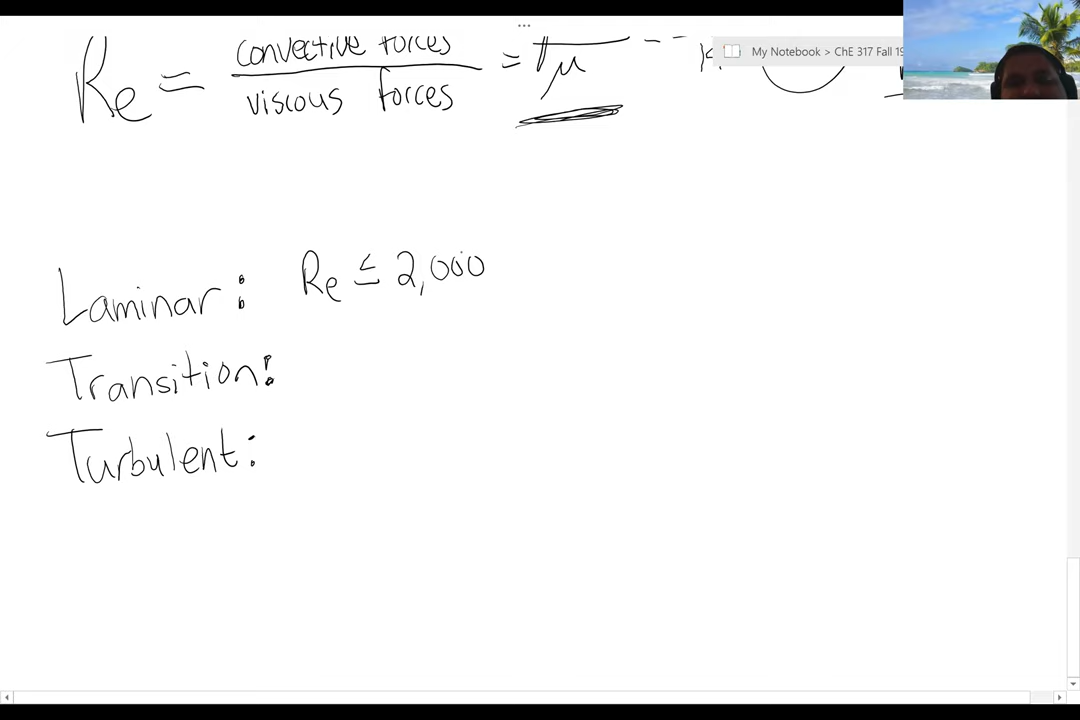 My Notebook > ChE 317 Fall 19
Re = convective forces / viscous forces = / μ
Laminar: Re ≤ 2,000
Transition:
Turbulent: